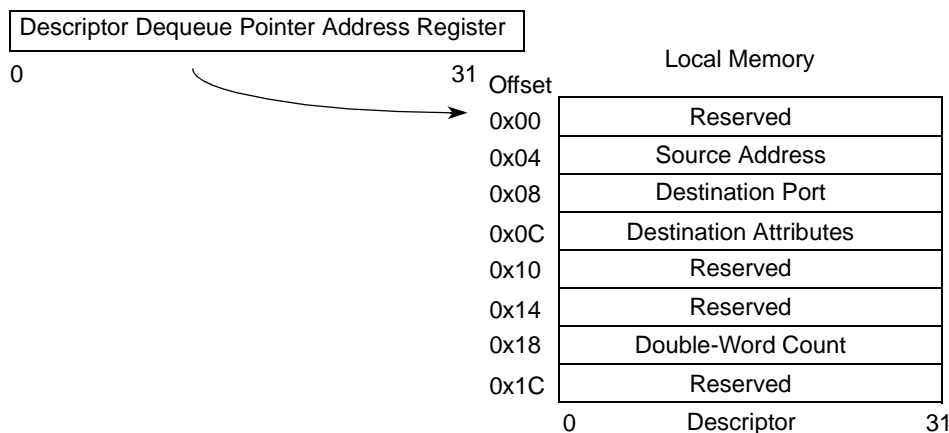 Descriptor Dequeue Pointer Address Register
0 31
Local Memory
Offset
0x00 Reserved
0x04 Source Address
0x08 Destination Port
0x0C Destination Attributes
0x10 Reserved
0x14 Reserved
0x18 Double-Word Count
0x1C Reserved
0 Descriptor 31